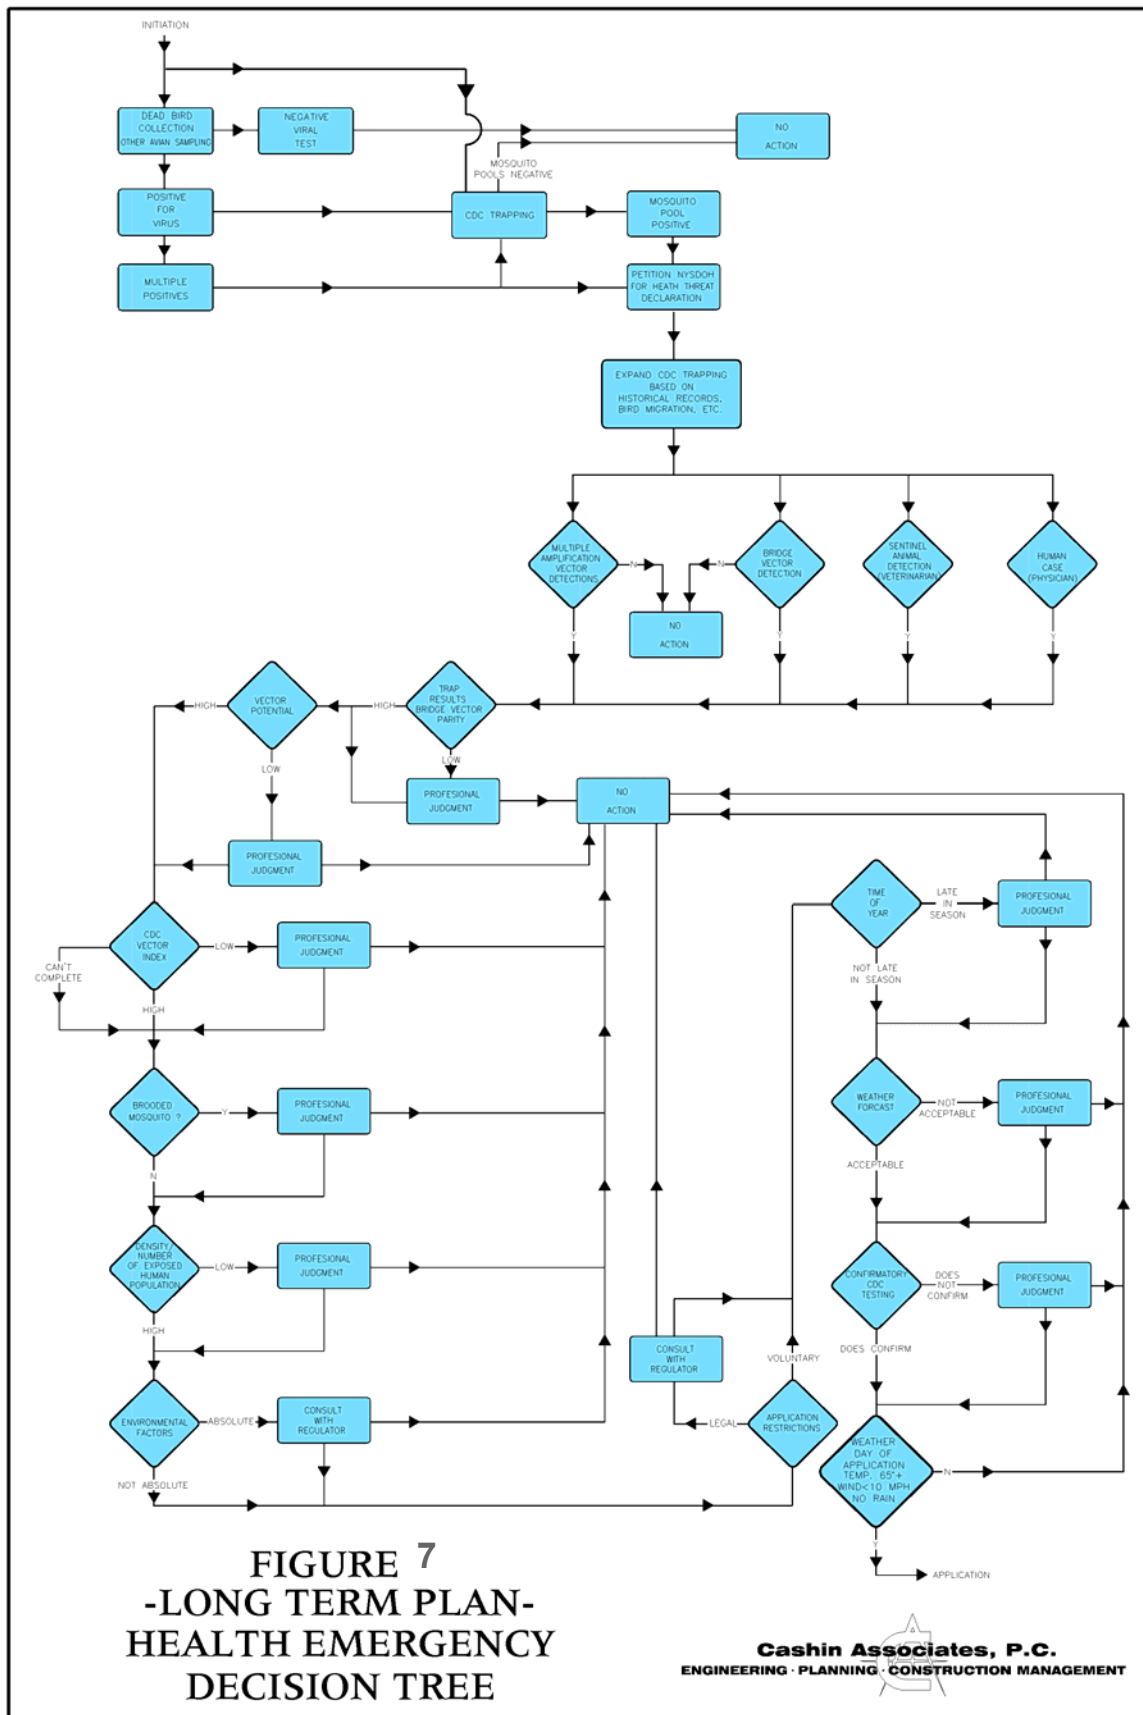 INITIATION
DEAD BIRD
COLLECTION
OTHER AVIAN SAMPLING
NEGATIVE
VIRAL
TEST
NO
ACTION
MOSQUITO
POOLS NEGATIVE
POSITIVE
FOR
VIRUS
CDC TRAPPING
MOSQUITO
POOL
POSITIVE
MULTIPLE
POSITIVES
PETITION NYSDOH
FOR HEATH THREAT
DECLARATION
EXPAND CDC TRAPPING
BASED ON
HISTORICAL RECORDS,
BIRD MIGRATION, ETC.
MULTIPLE
AMPLIFICATION
VECTOR
DETECTIONS
N
N
BRIDGE
VECTOR
DETECTION
SENTINEL
ANIMAL
DETECTION
(VETERINARIAN)
HUMAN
CASE
(PHYSICIAN)
NO
ACTION
Y
Y
Y
Y
VECTOR
POTENTIAL
HIGH
TRAP
RESULTS
BRIDGE VECTOR
PARITY
HIGH
LOW
LOW
PROFESIONAL
JUDGMENT
NO
ACTION
PROFESIONAL
JUDGMENT
TIME
OF
YEAR
LATE
IN
SEASON
PROFESIONAL
JUDGMENT
CDC
VECTOR
INDEX
LOW
PROFESIONAL
JUDGMENT
CAN'T
COMPLETE
HIGH
NOT LATE
IN SEASON
BROODED
MOSQUITO ?
Y
PROFESIONAL
JUDGMENT
N
WEATHER
FORCAST
NOT
ACCEPTABLE
PROFESIONAL
JUDGMENT
ACCEPTABLE
DENSITY/
NUMBER
OF EXPOSED
HUMAN
POPULATION
LOW
PROFESIONAL
JUDGMENT
HIGH
CONFIRMATORY
CDC
TESTING
DOES
NOT
CONFIRM
PROFESIONAL
JUDGMENT
DOES CONFIRM
CONSULT
WITH
REGULATOR
VOLUNTARY
ENVIRONMENTAL
FACTORS
ABSOLUTE
CONSULT
WITH
REGULATOR
LEGAL
APPLICATION
RESTRICTIONS
NOT ABSOLUTE
WEATHER
DAY OF
APPLICATION
TEMP. 65°+
WIND<10 MPH
NO RAIN
N
Y
APPLICATION
FIGURE 7
-LONG TERM PLAN-
HEALTH EMERGENCY
DECISION TREE
Cashin Associates, P.C.
ENGINEERING · PLANNING · CONSTRUCTION MANAGEMENT